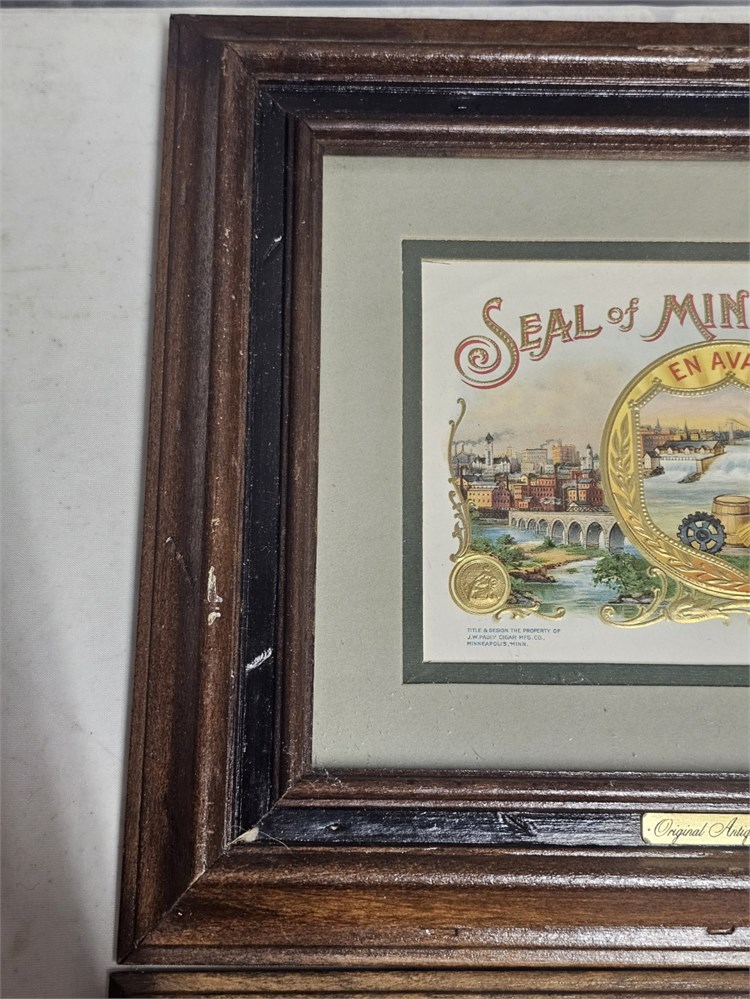 SEAL of MIN
EN AVA
TITLE & DESIGN, THE PROPERTY OF
J.W. PAULY CIGAR MFG. CO.,
MINNEAPOLIS, MINN.
Original Antiq